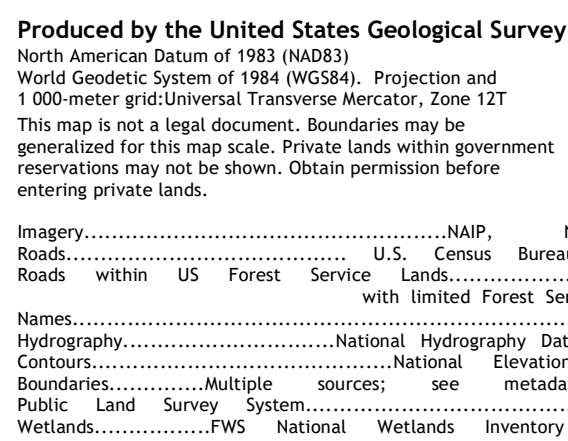 Produced by the United States Geological Survey
North American Datum of 1983 (NAD83)
World Geodetic System of 1984 (WGS84). Projection and
1 000-meter grid:Universal Transverse Mercator, Zone 12T
This map is not a legal document. Boundaries may be
generalized for this map scale. Private lands within government
reservations may not be shown. Obtain permission before
entering private lands.
Imagery....................................................NAIP,
Roads......................................... U.S. Census
Roads within US Forest Service Lands..................
with limited Forest
Names........................................................................
Hydrography...............................National Hydrography
Contours............................................National Elevation
Boundaries.............Multiple sources; see
Public Land Survey System.......................................
Wetlands................FWS National Wetlands Inventory